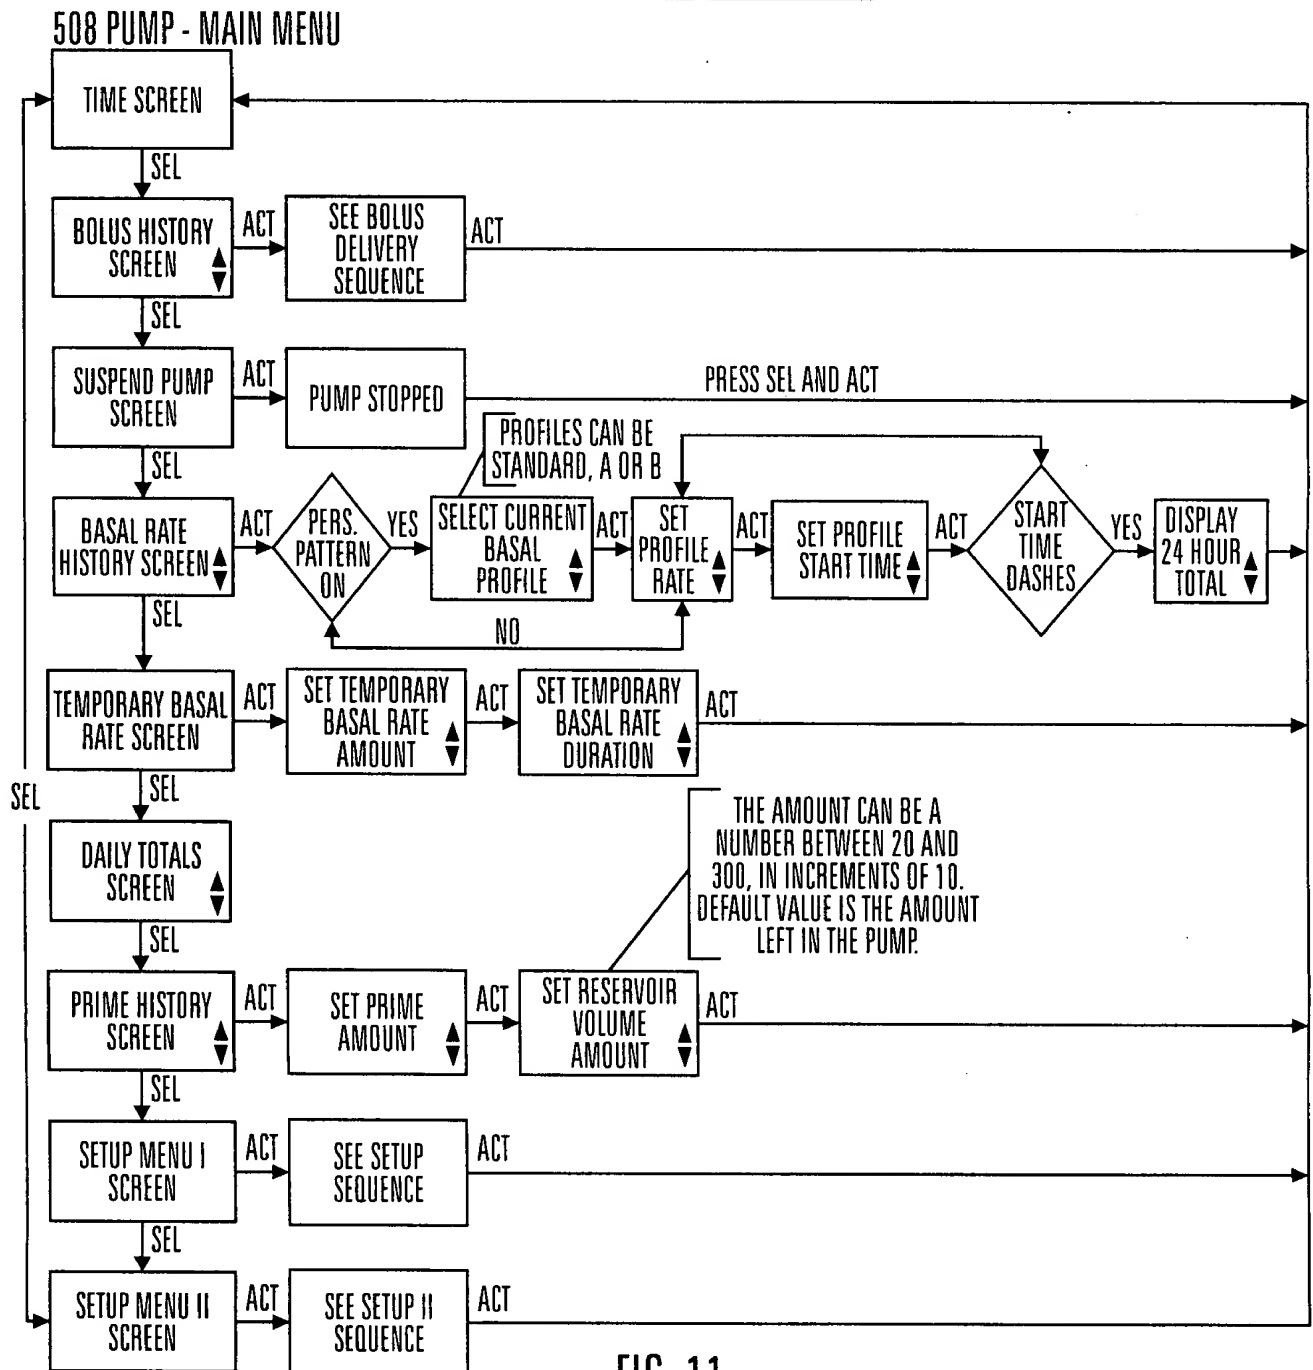 508 PUMP - MAIN MENU
TIME SCREEN
SEL
BOLUS HISTORY
SCREEN
ACT
SEE BOLUS
DELIVERY
SEQUENCE
ACT
SEL
SUSPEND PUMP
SCREEN
ACT
PUMP STOPPED
PRESS SEL AND ACT
SEL
PROFILES CAN BE
STANDARD, A OR B
BASAL RATE
HISTORY SCREEN
ACT
PERS.
PATTERN
ON
YES
SELECT CURRENT
BASAL
PROFILE
ACT
SET
PROFILE
RATE
ACT
SET PROFILE
START TIME
ACT
START
TIME
DASHES
YES
DISPLAY
24 HOUR
TOTAL
NO
SEL
TEMPORARY BASAL
RATE SCREEN
ACT
SET TEMPORARY
BASAL RATE
AMOUNT
ACT
SET TEMPORARY
BASAL RATE
DURATION
ACT
SEL
SEL
DAILY TOTALS
SCREEN
THE AMOUNT CAN BE A
NUMBER BETWEEN 20 AND
300, IN INCREMENTS OF 10.
DEFAULT VALUE IS THE AMOUNT
LEFT IN THE PUMP.
SEL
PRIME HISTORY
SCREEN
ACT
SET PRIME
AMOUNT
ACT
SET RESERVOIR
VOLUME
AMOUNT
ACT
SEL
SETUP MENU I
SCREEN
ACT
SEE SETUP
SEQUENCE
ACT
SEL
SETUP MENU II
SCREEN
ACT
SEE SETUP II
SEQUENCE
ACT
FIG. 11